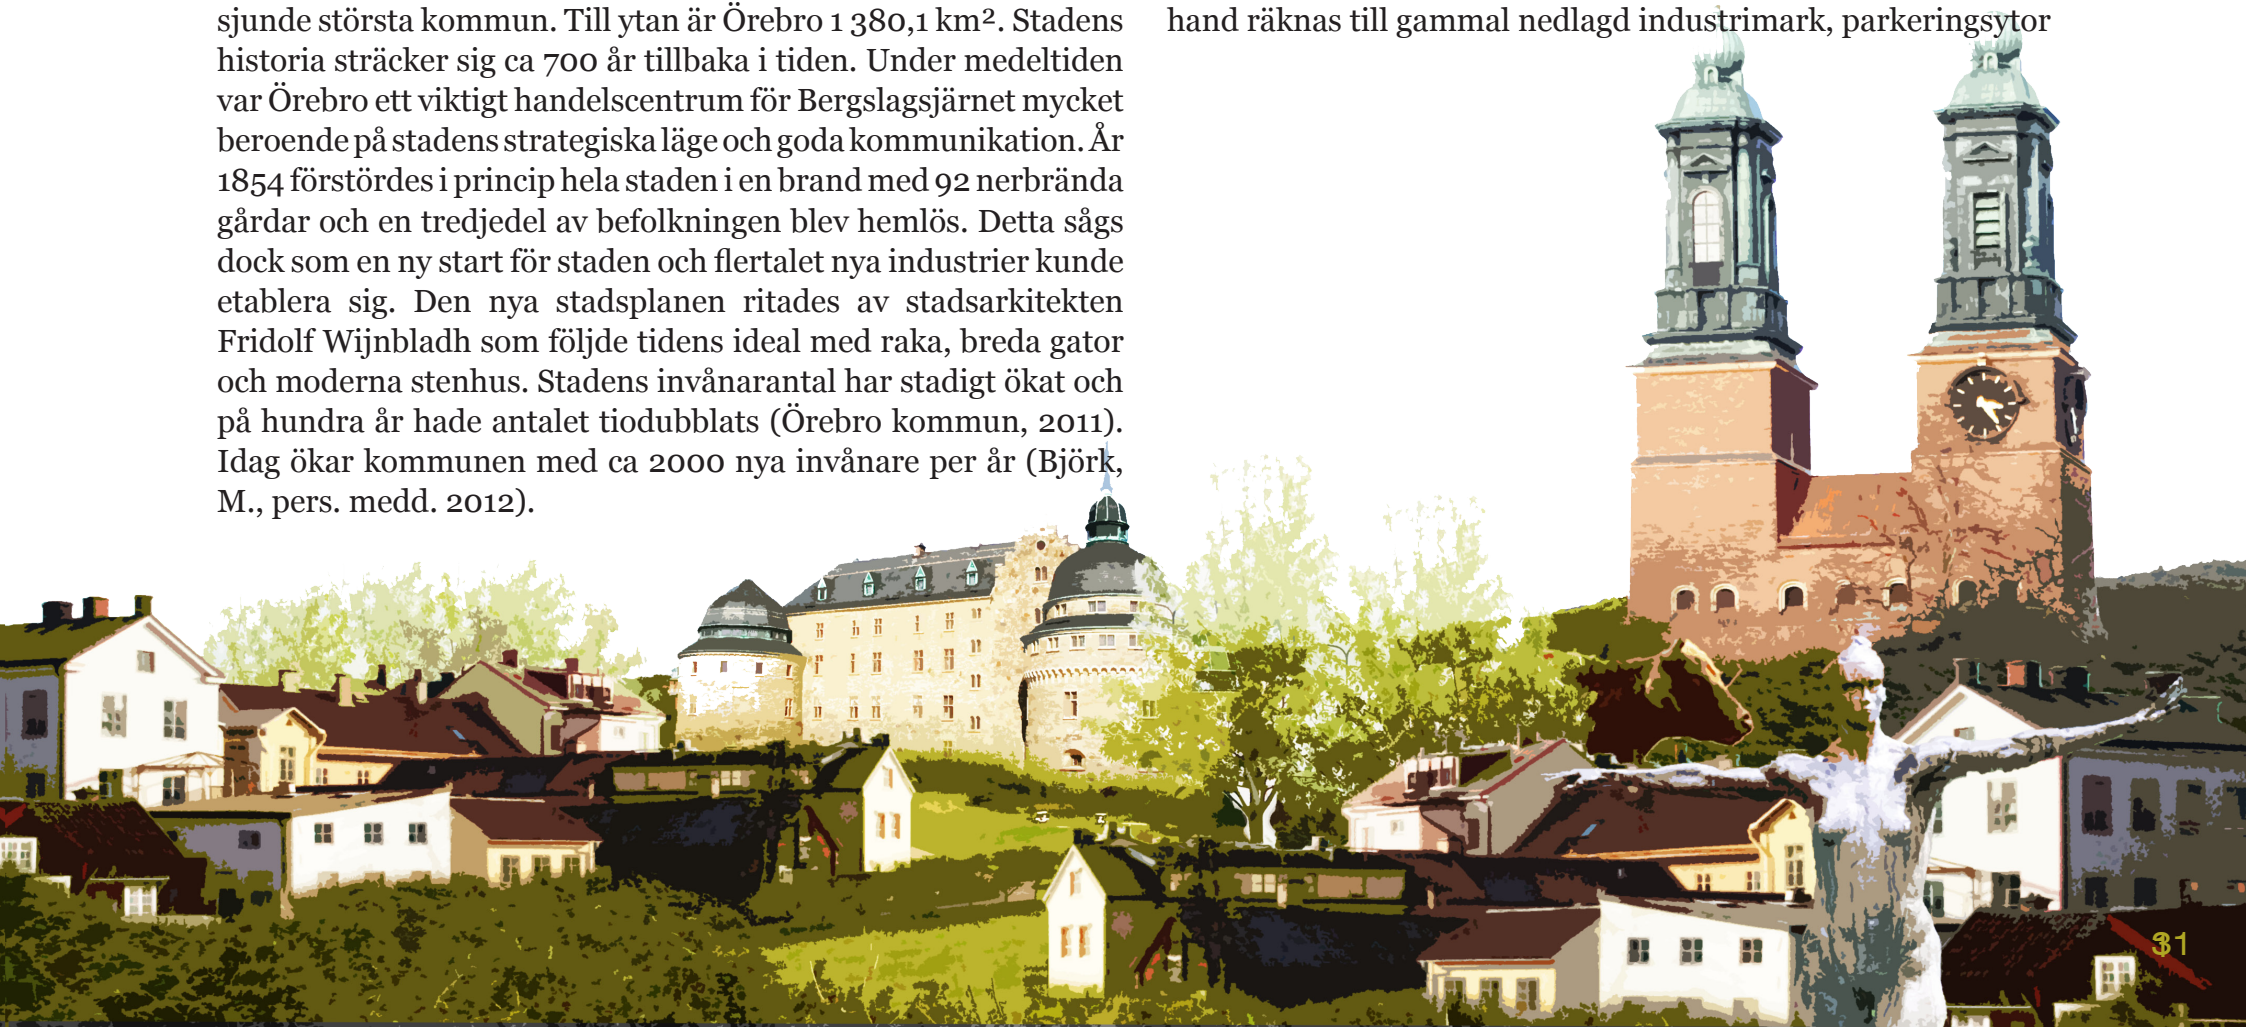 sjunde största kommun. Till ytan är Örebro 1 380,1 km². Stadens
historia sträcker sig ca 700 år tillbaka i tiden. Under medeltiden
var Örebro ett viktigt handelscentrum för Bergslagsjärnet mycket
beroende på stadens strategiska läge och goda kommunikation. År
1854 förstördes i princip hela staden i en brand med 92 nerbrända
gårdar och en tredjedel av befolkningen blev hemlös. Detta sågs
dock som en ny start för staden och flertalet nya industrier kunde
etablera sig. Den nya stadsplanen ritades av stadsarkitekten
Fridolf Wijnbladh som följde tidens ideal med raka, breda gator
och moderna stenhus. Stadens invånarantal har stadigt ökat och
på hundra år hade antalet tiodubblats (Örebro kommun, 2011).
Idag ökar kommunen med ca 2000 nya invånare per år (Björk,
M., pers. medd. 2012).
hand räknas till gammal nedlagd industrimark, parkeringsytor